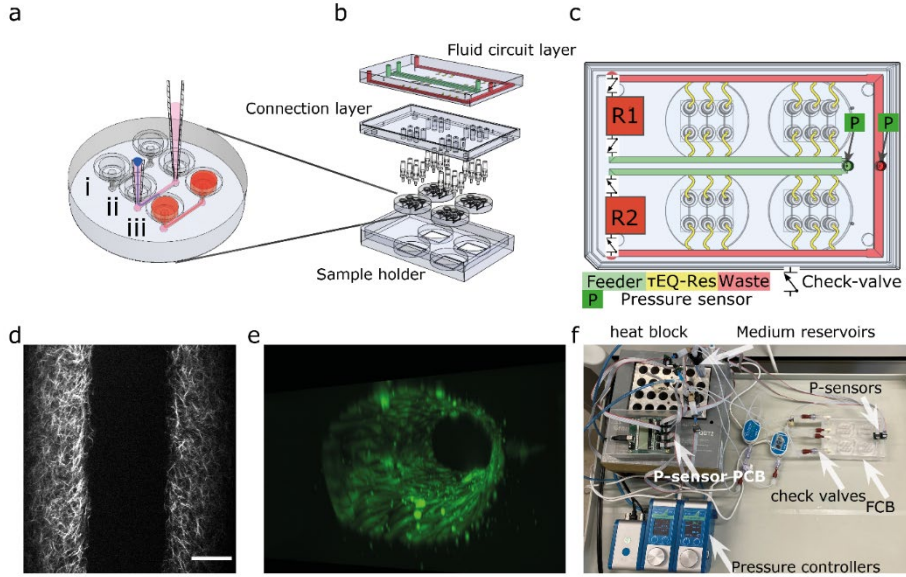 a
b
c
Fluid circuit layer
Connection layer
i
ii
iii
Sample holder
R1
P
P
R2
Feeder τEQ-Res Waste
Check-valve
P
Pressure sensor
d
e
f
heat block
Medium reservoirs
P-sensors
P-sensor PCB
check valves
FCB
Pressure controllers